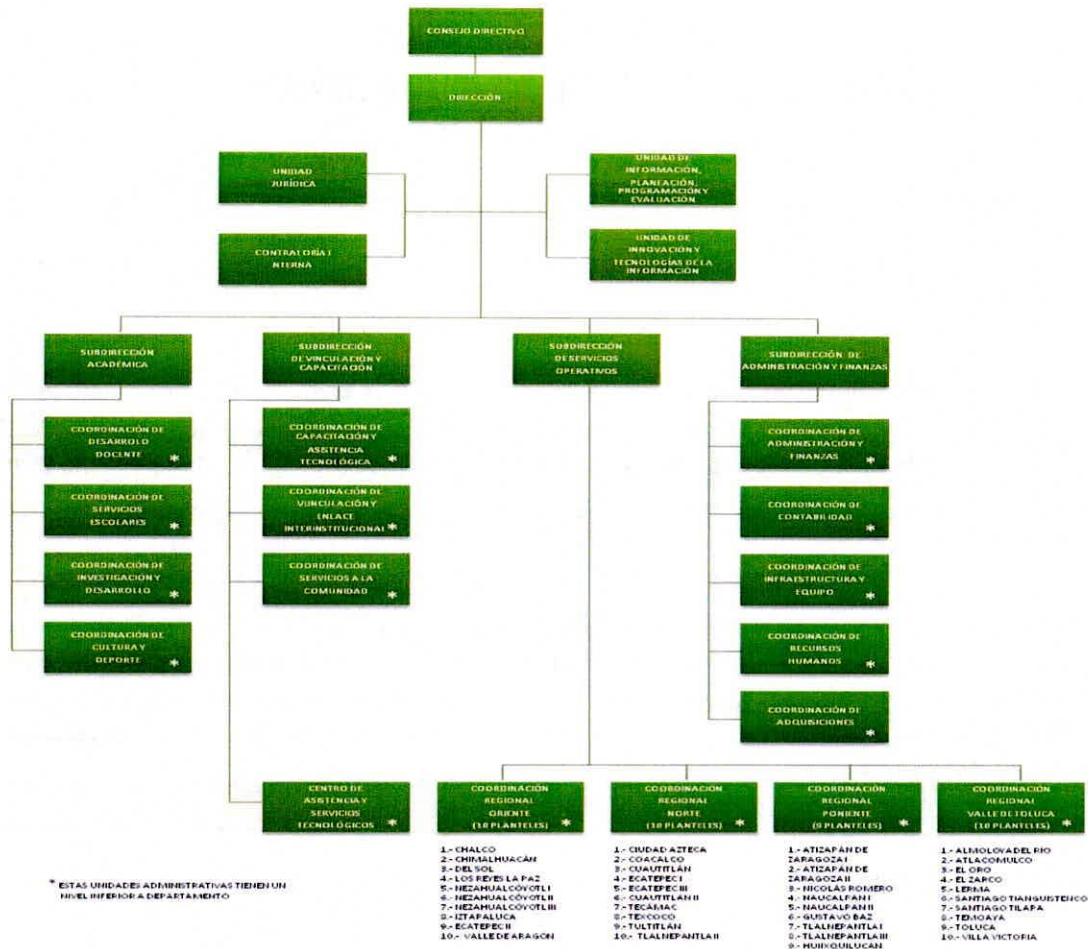 CONSEJO DIRECTIVO
DIRECCIÓN
UNIDAD
JURÍDICA
UNIDAD DE
INFORMACIÓN,
PLANEACIÓN,
PROGRAMACIÓN Y
EVALUACIÓN
CONTRALORÍA I
NTERNA
UNIDAD DE
INNOVACIÓN Y
TECNOLOGÍAS DE LA
INFORMACIÓN
SUBDIRECCIÓN
ACADÉMICA
SUBDIRECCIÓN
DE VINCULACIÓN Y
CAPACITACIÓN
SUBDIRECCIÓN
DE SERVICIOS
OPERATIVOS
SUBDIRECCIÓN DE
ADMINISTRACIÓN Y FINANZAS
COORDINACIÓN DE
DESARROLLO
DOCENTE *
COORDINACIÓN DE
SERVICIOS
ESCOLARES *
COORDINACIÓN DE
INVESTIGACIÓN Y
DESARROLLO *
COORDINACIÓN DE
CULTURA Y
DEPORTE *
COORDINACIÓN DE
CAPACITACIÓN Y
ASISTENCIA
TECNOLÓGICA *
COORDINACIÓN DE
VINCULACIÓN Y
ENLACE
INTERINSTITUCIONAL *
COORDINACIÓN DE
SERVICIOS A LA
COMUNIDAD *
COORDINACIÓN DE
ADMINISTRACIÓN Y
FINANZAS *
COORDINACIÓN DE
CONTABILIDAD *
COORDINACIÓN DE
INFRAESTRUCTURA Y
EQUIPO *
COORDINACIÓN DE
RECURSOS
HUMANOS *
COORDINACIÓN DE
ADQUISICIONES *
CENTRO DE
ASISTENCIA Y
SERVICIOS
TECNOLÓGICOS *
COORDINACIÓN
REGIONAL
ORIENTE
(10 PLANTELES) *
COORDINACIÓN
REGIONAL
NORTE
(10 PLANTELES) *
COORDINACIÓN
REGIONAL
PONIENTE
(9 PLANTELES) *
COORDINACIÓN
REGIONAL
VALLE DE TOLUCA
(10 PLANTELES) *
1.- CHALCO
2.- CHIMALHUACÁN
3.- DEL SOL
4.- LOS REYES LA PAZ
5.- NEZAHUALCÓYOTL I
6.- NEZAHUALCÓYOTL II
7.- NEZAHUALCÓYOTL III
8.- IZTAPALUCA
9.- ECATEPEC II
10.- VALLE DE ARAGON
1.- CIUDAD AZTECA
2.- COACALCO
3.- CUAUTITLÁN
4.- ECATEPEC I
5.- ECATEPEC III
6.- CUAUTITLAN II
7.- TECÁMAC
8.- TEXCOCO
9.- TULTITLÁN
10.- TLALNEPANTLA II
1.- ATIZAPÁN DE
ZARAGOZA I
2.- ATIZAPÁN DE
ZARAGOZA II
3.- NICOLÁS ROMERO
4.- NAUCALPAN I
5.- NAUCALPAN II
6.- GUSTAVO BAZ
7.- TLALNEPANTLA I
8.- TLALNEPANTLA III
9.- HUIXQUILUCAN
1.- ALMOLOYA DEL RÍO
2.- ATLACOMULCO
3.- EL ORO
4.- EL ZARCO
5.- LERMA
6.- SANTIAGO TIANGUISTENCO
7.- SANTIAGO TILAPA
8.- TEMOAYA
9.- TOLUCA
10.- VILLA VICTORIA
* ESTAS UNIDADES ADMINISTRATIVAS TIENEN UN
NIVEL INFERIOR A DEPARTAMENTO